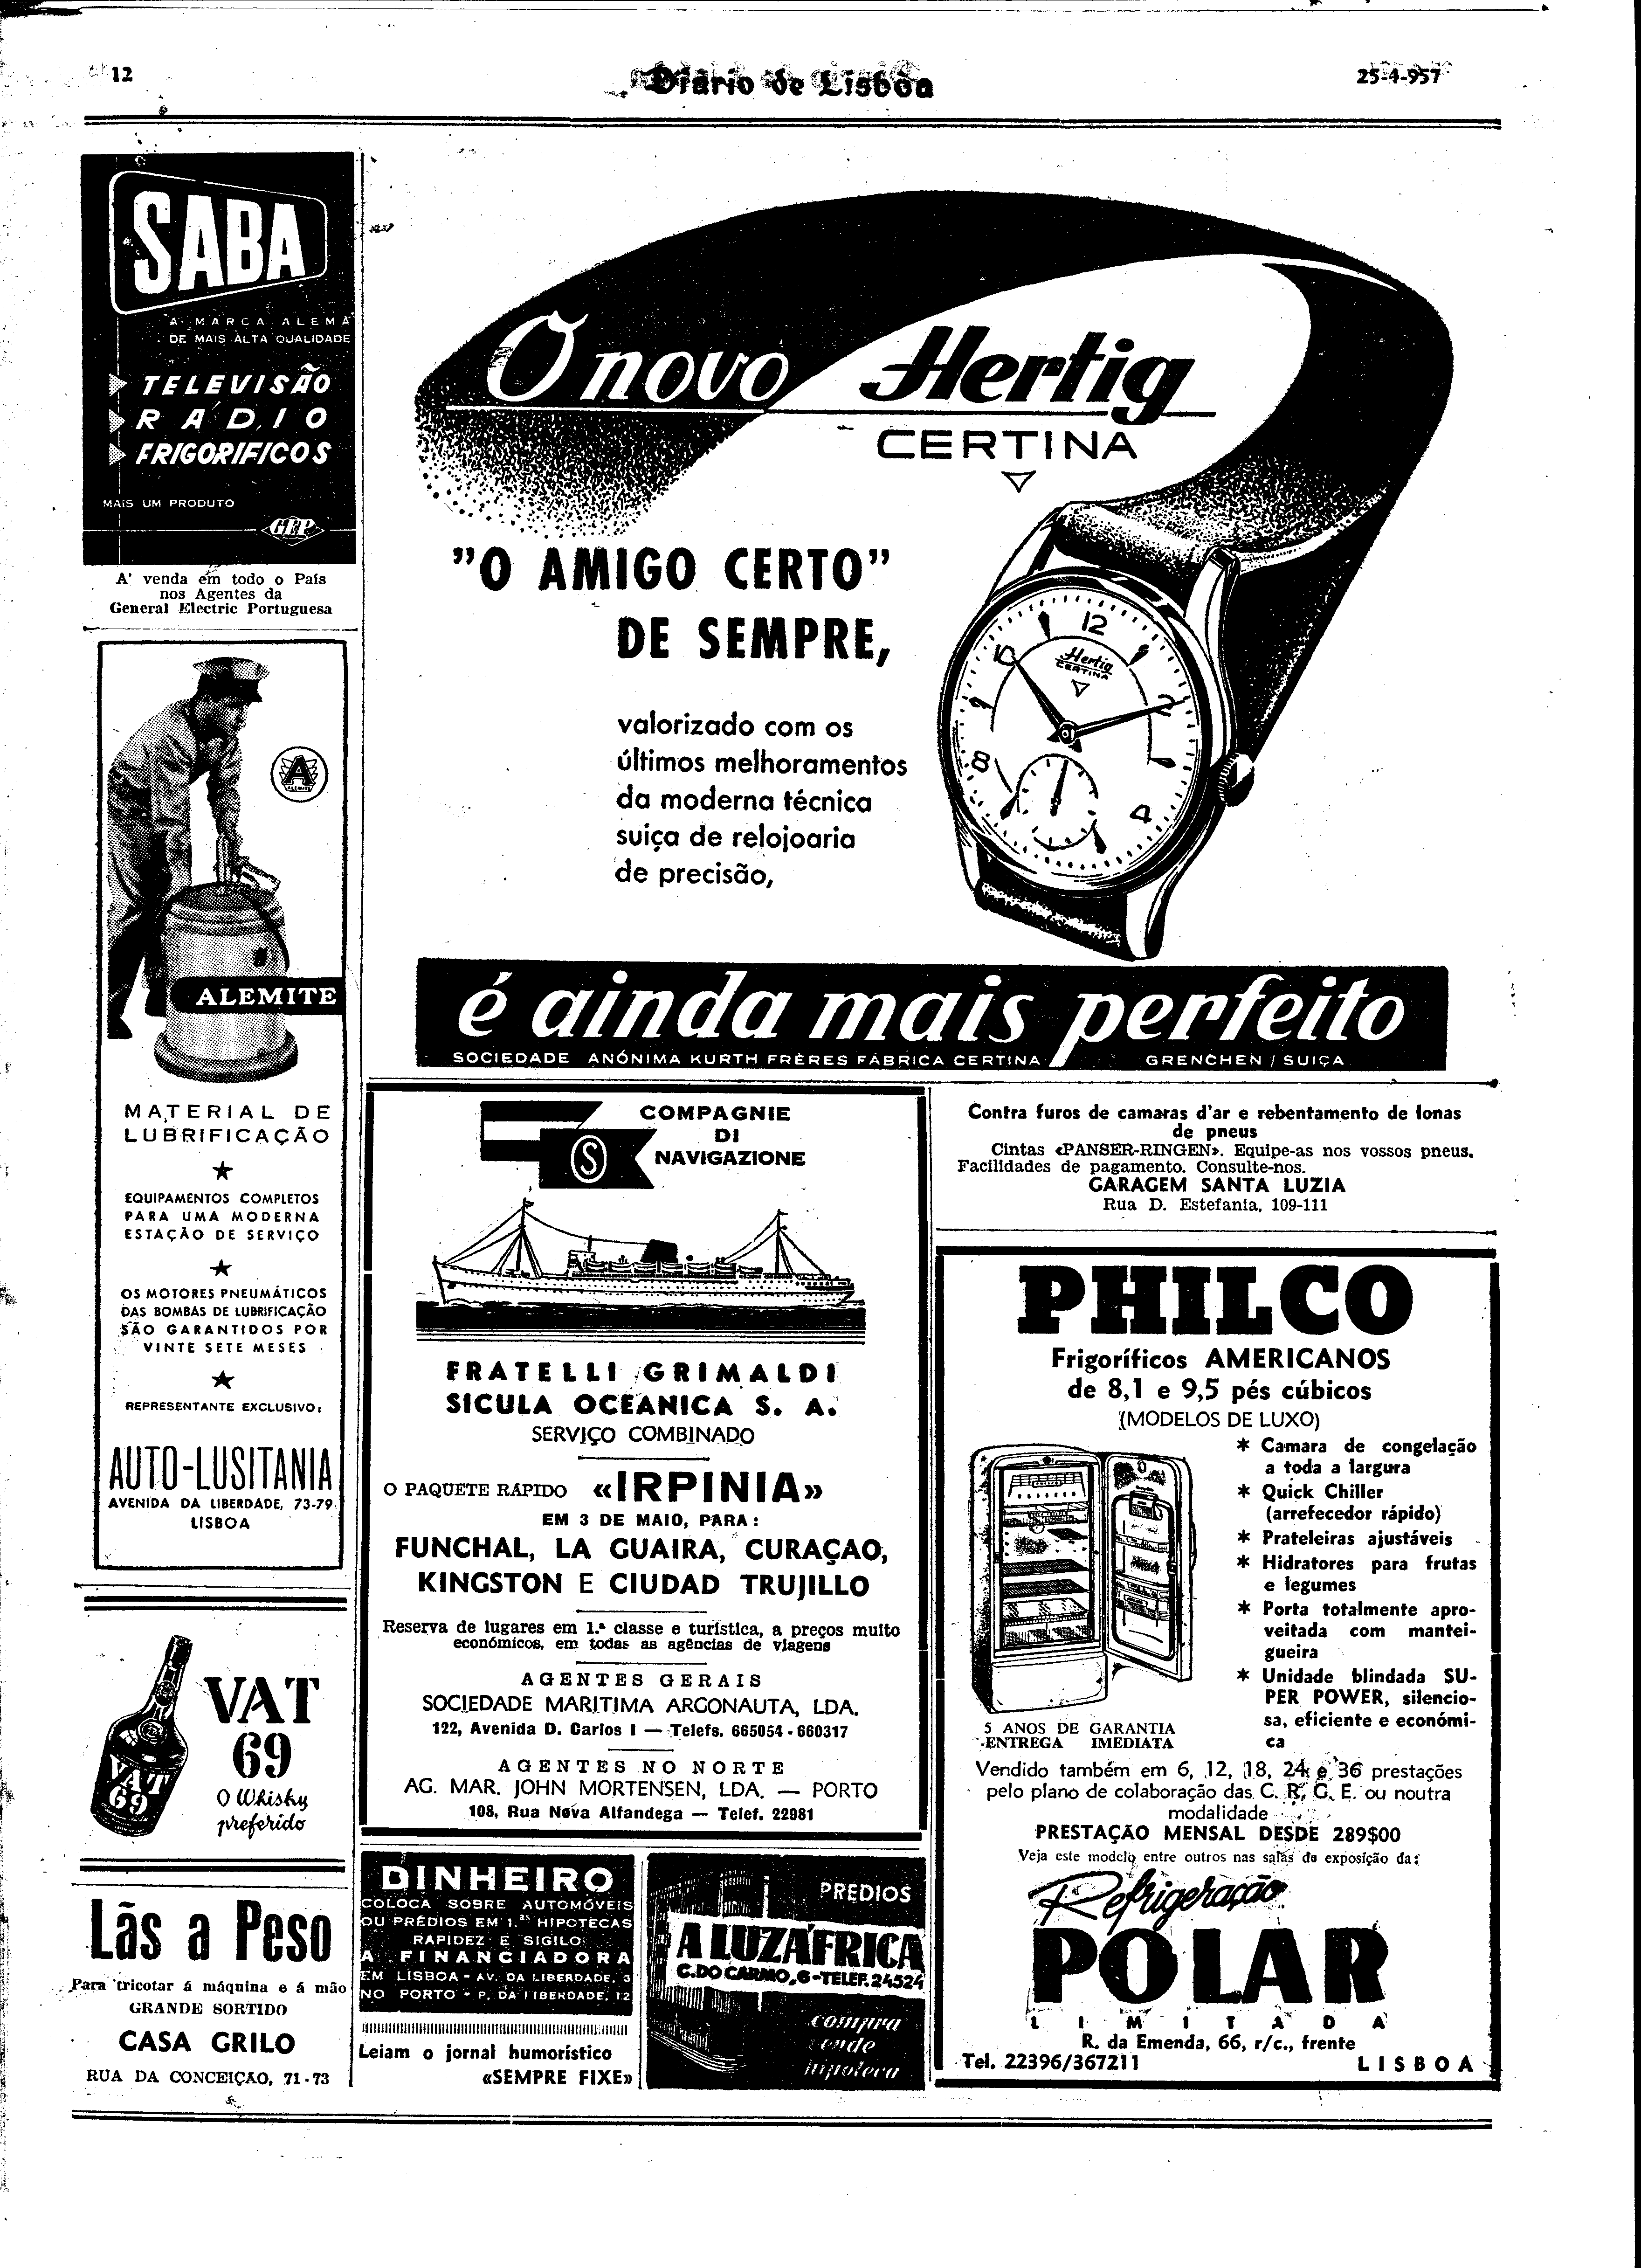 12
Diário de Lisbôa
25-4-957
SABA
A MARCA ALEMÃ
DE MAIS ALTA QUALIDADE
TELEVISÃO
RÁDIO
FRIGORIFICOS
MAIS UM PRODUTO
GEP
A' venda em todo o País
nos Agentes da
General Electric Portuguesa
A
ALEMITE
ALEMITE
MATERIAL DE
LUBRIFICAÇÃO
EQUIPAMENTOS COMPLETOS
PARA UMA MODERNA
ESTAÇÃO DE SERVIÇO
OS MOTORES PNEUMÁTICOS
DAS BOMBAS DE LUBRIFICAÇÃO
SÃO GARANTIDOS POR
VINTE SETE MESES
REPRESENTANTE EXCLUSIVO:
AUTO-LUSITANIA
AVENIDA DA LIBERDADE, 73-79
LISBOA
VAT
69
O Whisky
preferido
VAT
69
Lãs a Peso
Para tricotar á máquina e á mão
GRANDE SORTIDO
CASA GRILO
RUA DA CONCEIÇÃO, 71-73
O novo Hertig
CERTINA
"O AMIGO CERTO"
DE SEMPRE,
valorizado com os
últimos melhoramentos
da moderna técnica
suiça de relojoaria
de precisão,
12
10
2
8
4
Hertig
CERTINA
é ainda mais perfeito
SOCIEDADE ANÓNIMA KURTH FRÈRES FÁBRICA CERTINA GRENCHEN / SUIÇA
S
COMPAGNIE
DI
NAVIGAZIONE
FRATELLI GRIMALDI
SICULA OCEANICA S. A.
SERVIÇO COMBINADO
O PAQUETE RAPIDO «IRPINIA»
EM 3 DE MAIO, PARA:
FUNCHAL, LA GUAIRA, CURAÇAO,
KINGSTON E CIUDAD TRUJILLO
Reserva de lugares em 1.ª classe e turística, a preços muito
económicos, em todas as agências de viagens
AGENTES GERAIS
SOCIEDADE MARITIMA ARGONAUTA, LDA.
122, Avenida D. Carlos I — Telefs. 665054 - 660317
AGENTES NO NORTE
AG. MAR. JOHN MORTENSEN, LDA. — PORTO
108, Rua Nova Alfandega — Telef. 22981
DINHEIRO
COLOCA SOBRE AUTOMÓVEIS
OU PRÉDIOS EM 1.ªs HIPOTECAS
RAPIDEZ E SIGILO
A FINANCIADORA
EM LISBOA - AV. DA LIBERDADE, 3
NO PORTO - P. DA LIBERDADE, 12
Leiam o jornal humorístico
«SEMPRE FIXE»
PREDIOS
A LUZÁFRICA
C. DO CARMO, 6-TELEF. 24524
compra
vende
hipoteca
Contra furos de camaras d'ar e rebentamento de lonas
de pneus
Cintas «PANSER-RINGEN». Equipe-as nos vossos pneus.
Facilidades de pagamento. Consulte-nos.
GARAGEM SANTA LUZIA
Rua D. Estefania, 109-111
PHILCO
Frigoríficos AMERICANOS
de 8,1 e 9,5 pés cúbicos
(MODELOS DE LUXO)
* Camara de congelação
a toda a largura
* Quick Chiller
(arrefecedor rápido)
* Prateleiras ajustáveis
* Hidratores para frutas
e legumes
* Porta totalmente apro-
veitada com mantei-
gueira
* Unidade blindada SU-
PER POWER, silencio-
sa, eficiente e económi-
ca
5 ANOS DE GARANTIA
ENTREGA IMEDIATA
Vendido também em 6, 12, 18, 24 e 36 prestações
pelo plano de colaboração das C. R. G. E. ou noutra
modalidade
PRESTAÇÃO MENSAL DESDE 289$00
Veja este modelo entre outros nas salas de exposição da:
Refrigeração
POLAR
LIMITADA
R. da Emenda, 66, r/c., frente
Tel. 22396/367211 LISBOA